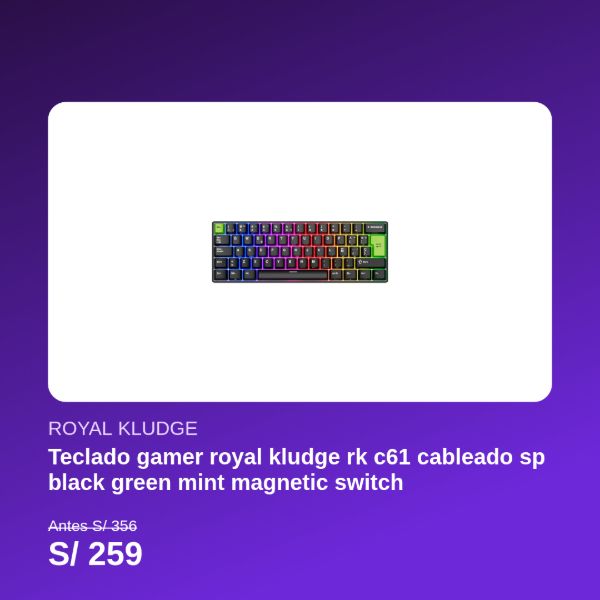 ROYAL KLUDGE
Teclado gamer royal kludge rk c61 cableado sp
black green mint magnetic switch
Antes S/ 356
S/ 259